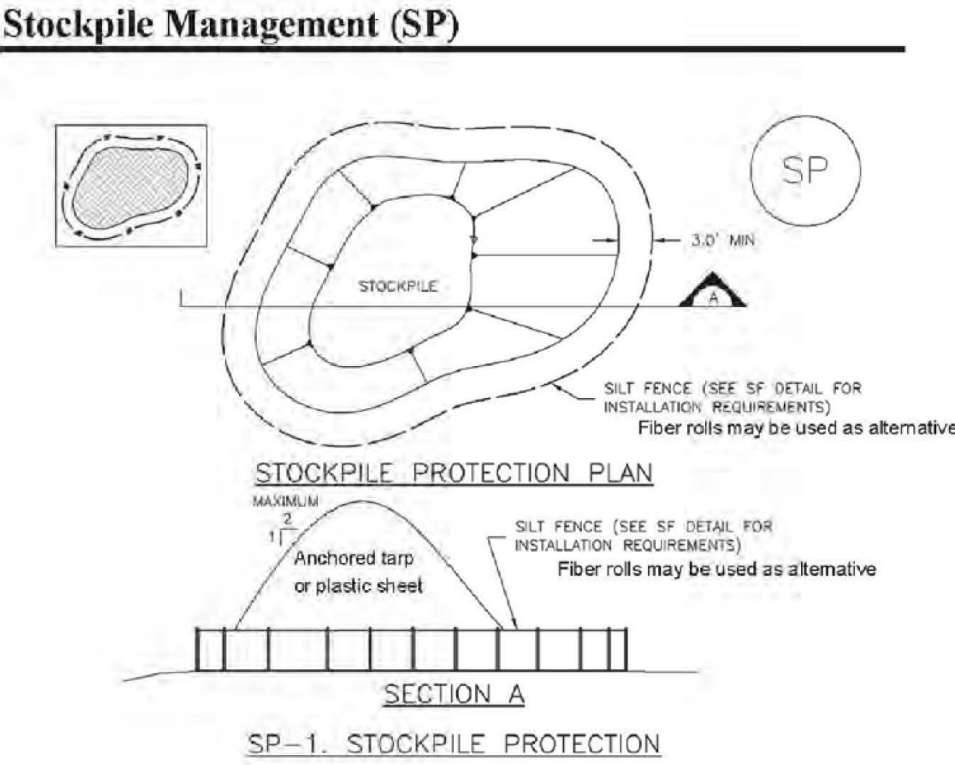 Stockpile Management (SP)
SP
3.0' MIN
STOCKPILE
A
SILT FENCE (SEE SF DETAIL FOR
INSTALLATION REQUIREMENTS)
Fiber rolls may be used as alternative
STOCKPILE PROTECTION PLAN
MAXIMUM
2
1
SILT FENCE (SEE SF DETAIL FOR
INSTALLATION REQUIREMENTS)
Anchored tarp
or plastic sheet
Fiber rolls may be used as alternative
SECTION A
SP-1. STOCKPILE PROTECTION